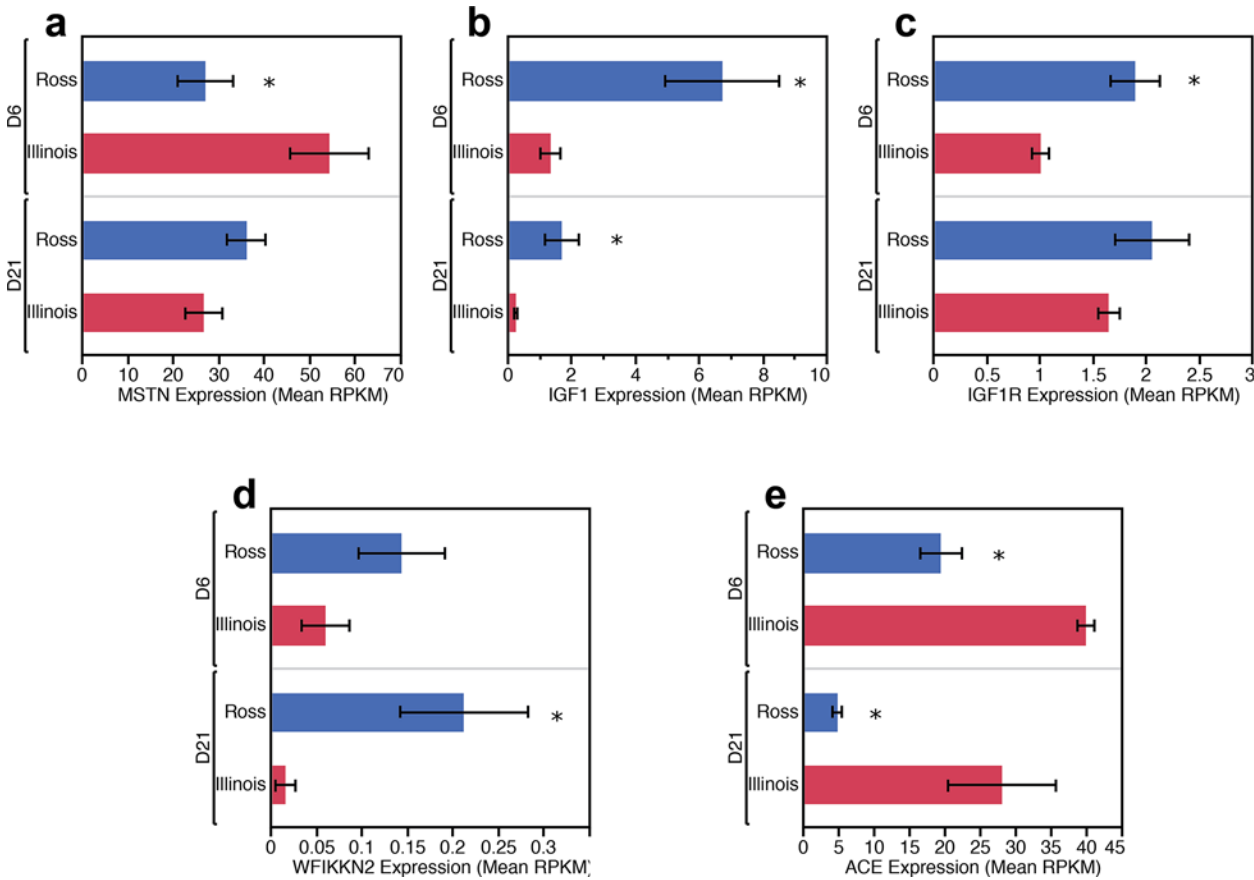 a
D6
Ross
*
Illinois
D21
Ross
Illinois
0 10 20 30 40 50 60 70
MSTN Expression (Mean RPKM)
b
D6
Ross
*
Illinois
D21
Ross
*
Illinois
0 2 4 6 8 10
IGF1 Expression (Mean RPKM)
c
D6
Ross
*
Illinois
D21
Ross
Illinois
0 0.5 1 1.5 2 2.5 3
IGF1R Expression (Mean RPKM)
d
D6
Ross
Illinois
D21
Ross
*
Illinois
0 0.05 0.1 0.15 0.2 0.25 0.3
WFIKKN2 Expression (Mean RPKM)
e
D6
Ross
*
Illinois
D21
Ross
*
Illinois
0 5 10 15 20 25 30 35 40 45
ACE Expression (Mean RPKM)